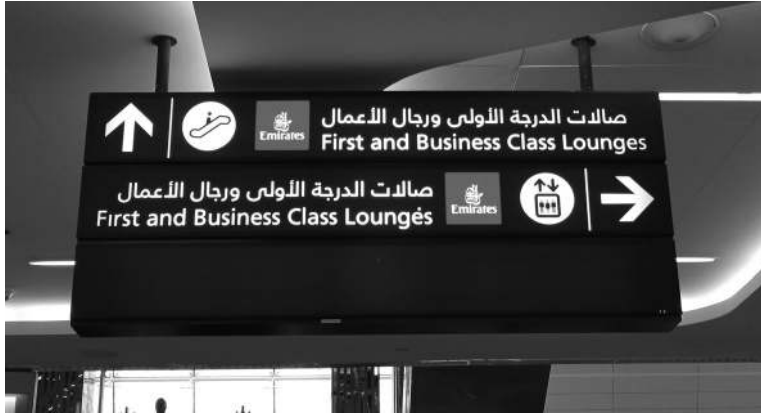 صالات الدرجة الأولى ورجال الأعمال
Emirates First and Business Class Lounges
صالات الدرجة الأولى ورجال الأعمال
First and Business Class Lounges Emirates